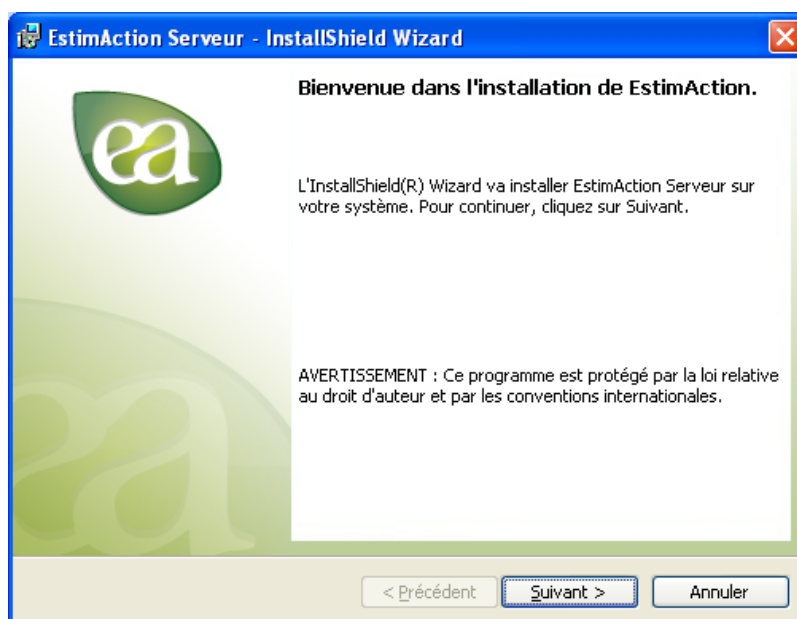 EstimAction Serveur - InstallShield Wizard
ea
Bienvenue dans l'installation de EstimAction.
L'InstallShield(R) Wizard va installer EstimAction Serveur sur
votre système. Pour continuer, cliquez sur Suivant.
AVERTISSEMENT : Ce programme est protégé par la loi relative
au droit d'auteur et par les conventions internationales.
ea
< Précédent
Suivant >
Annuler